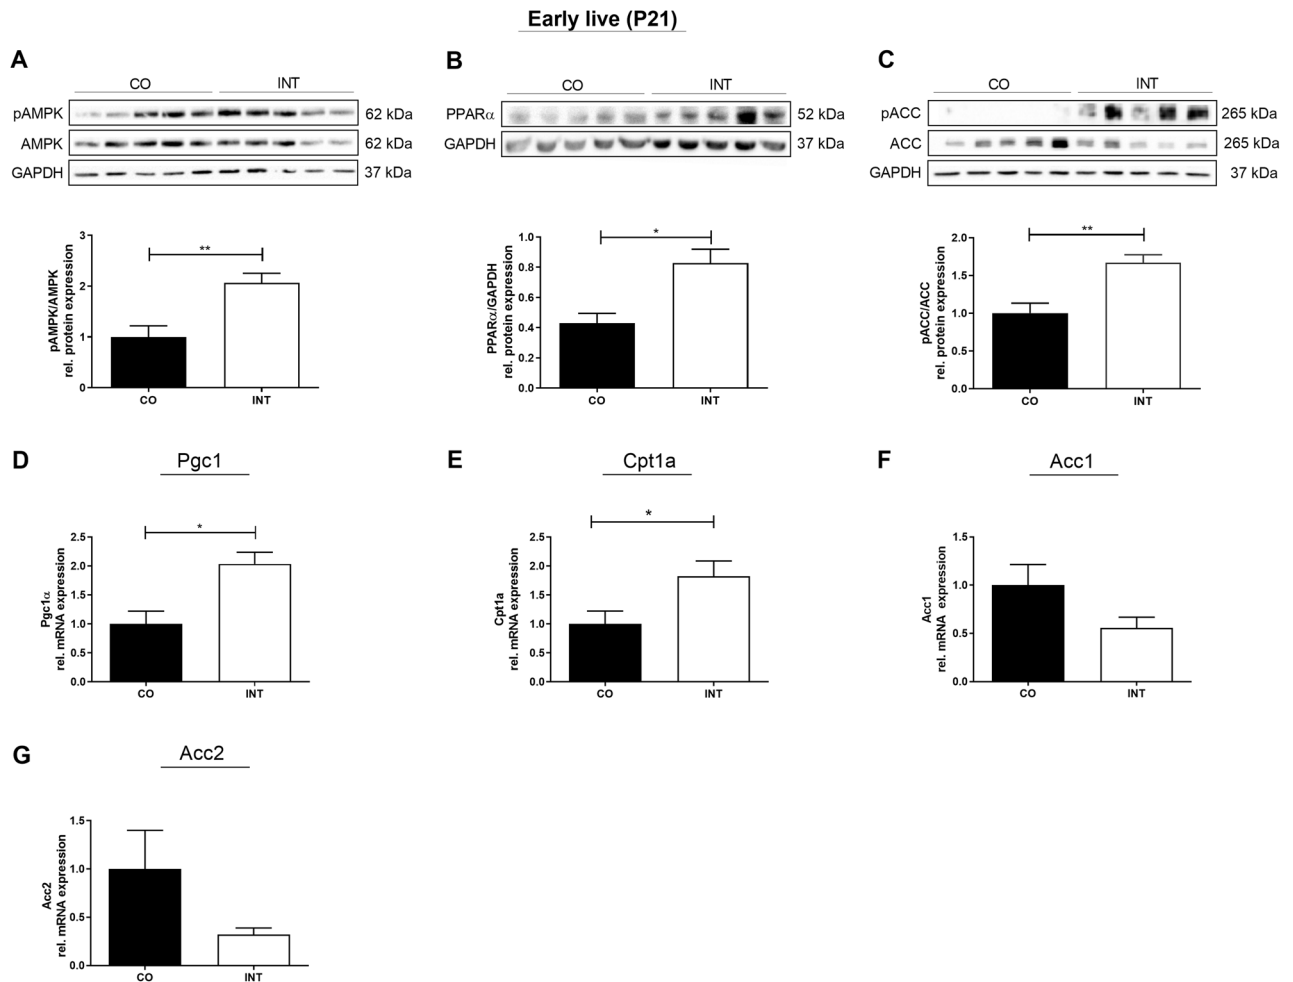 Early live (P21)
A
CO INT
pAMPK 62 kDa
AMPK 62 kDa
GAPDH 37 kDa
pAMPK/AMPK
rel. protein expression
3
2
1
0
**
CO INT
B
CO INT
PPARα 52 kDa
GAPDH 37 kDa
PPARα/GAPDH
rel. protein expression
1.0
0.8
0.6
0.4
0.2
0.0
*
CO INT
C
CO INT
pACC 265 kDa
ACC 265 kDa
GAPDH 37 kDa
pACC/ACC
rel. protein expression
2.0
1.5
1.0
0.5
0.0
**
CO INT
D
Pgc1
Pgc1α
rel. mRNA expression
2.5
2.0
1.5
1.0
0.5
0.0
*
CO INT
E
Cpt1a
Cpt1a
rel. mRNA expression
2.5
2.0
1.5
1.0
0.5
0.0
*
CO INT
F
Acc1
Acc1
rel. mRNA expression
1.5
1.0
0.5
0.0
CO INT
G
Acc2
Acc2
rel. mRNA expression
1.5
1.0
0.5
0.0
CO INT